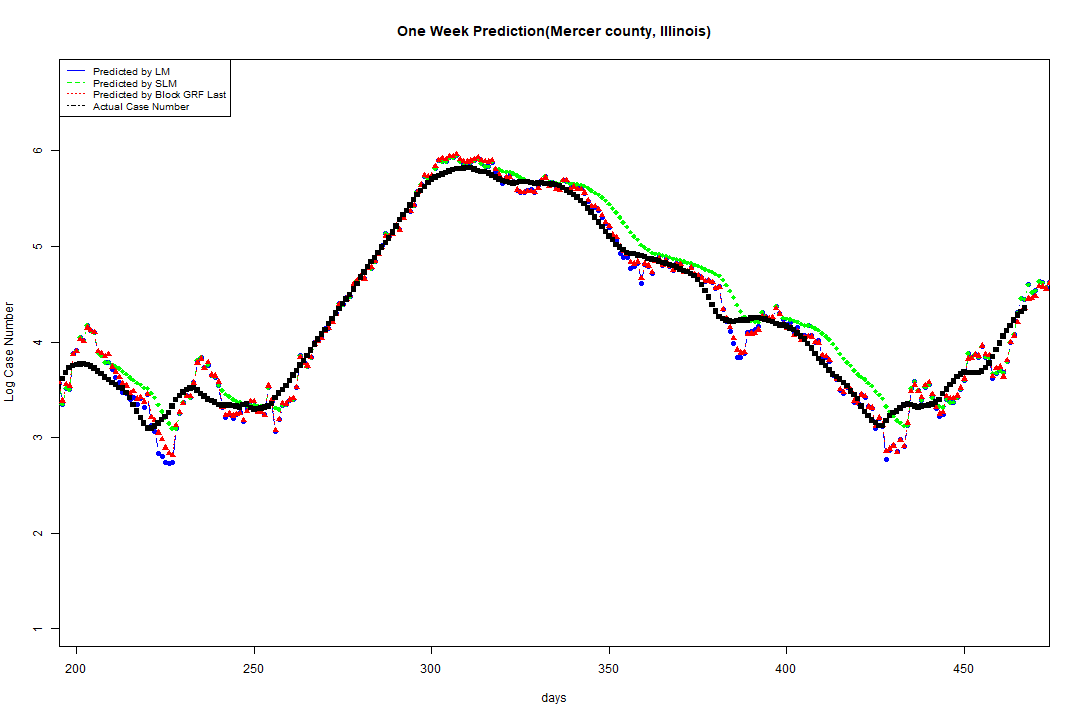 One Week Prediction(Mercer county, Illinois)
Predicted by LM
Predicted by SLM
Predicted by Block GRF Last
Actual Case Number
6
5
4
3
2
1
Log Case Number
200 250 300 350 400 450
days